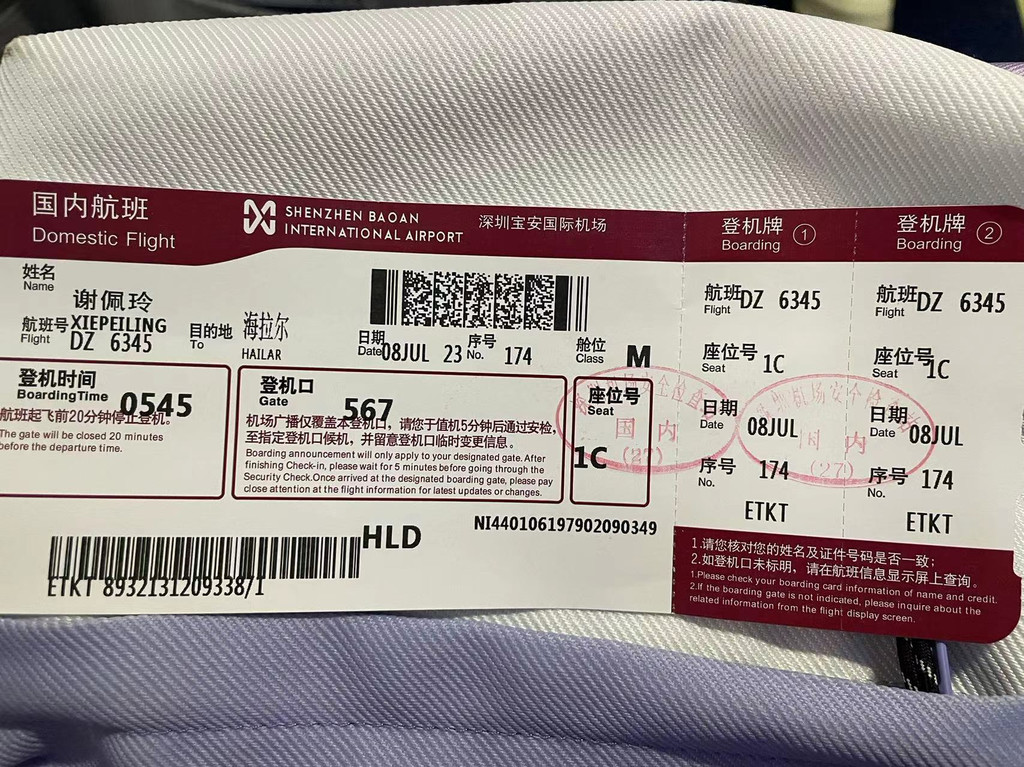 国内航班
Domestic Flight
SHENZHEN BAOAN
INTERNATIONAL AIRPORT
深圳宝安国际机场
登机牌
Boarding
①
登机牌
Boarding
②
姓名
Name
谢佩玲
XIEPEILING
航班号
Flight
DZ 6345
目的地
To
海拉尔
HAILAR
日期
Date
08JUL 23
序号
No.
174
舱位
Class
M
登机时间
BoardingTime
0545
航班起飞前20分钟停止登机。
The gate will be closed 20 minutes
before the departure time.
登机口
Gate
567
机场广播仅覆盖本登机口，请您于值机5分钟后通过安检，
至指定登机口候机，并留意登机口临时变更信息。
Boarding announcement will only apply to your designated gate. After
finishing Check-in, please wait for 5 minutes before going through the
Security Check.Once arrived at the designated boarding gate, please pay
close attention at the flight information for latest updates or changes.
座位号
Seat
1C
国内
(27)
HLD
NI440106197902090349
ETKT 8932131209338/1
航班
Flight
DZ 6345
座位号
Seat
1C
日期
Date
08JUL
序号
No.
174
ETKT
国内
(27)
航班
Flight
DZ 6345
座位号
Seat
1C
日期
Date
08JUL
序号
No.
174
ETKT
1.请您核对您的姓名及证件号码是否一致；
2.如登机口未标明，请在航班信息显示屏上查询。
1.Please check your boarding card information of name and credit.
2.If the boarding gate is not indicated, please inquire about the
related information from the flight display screen.